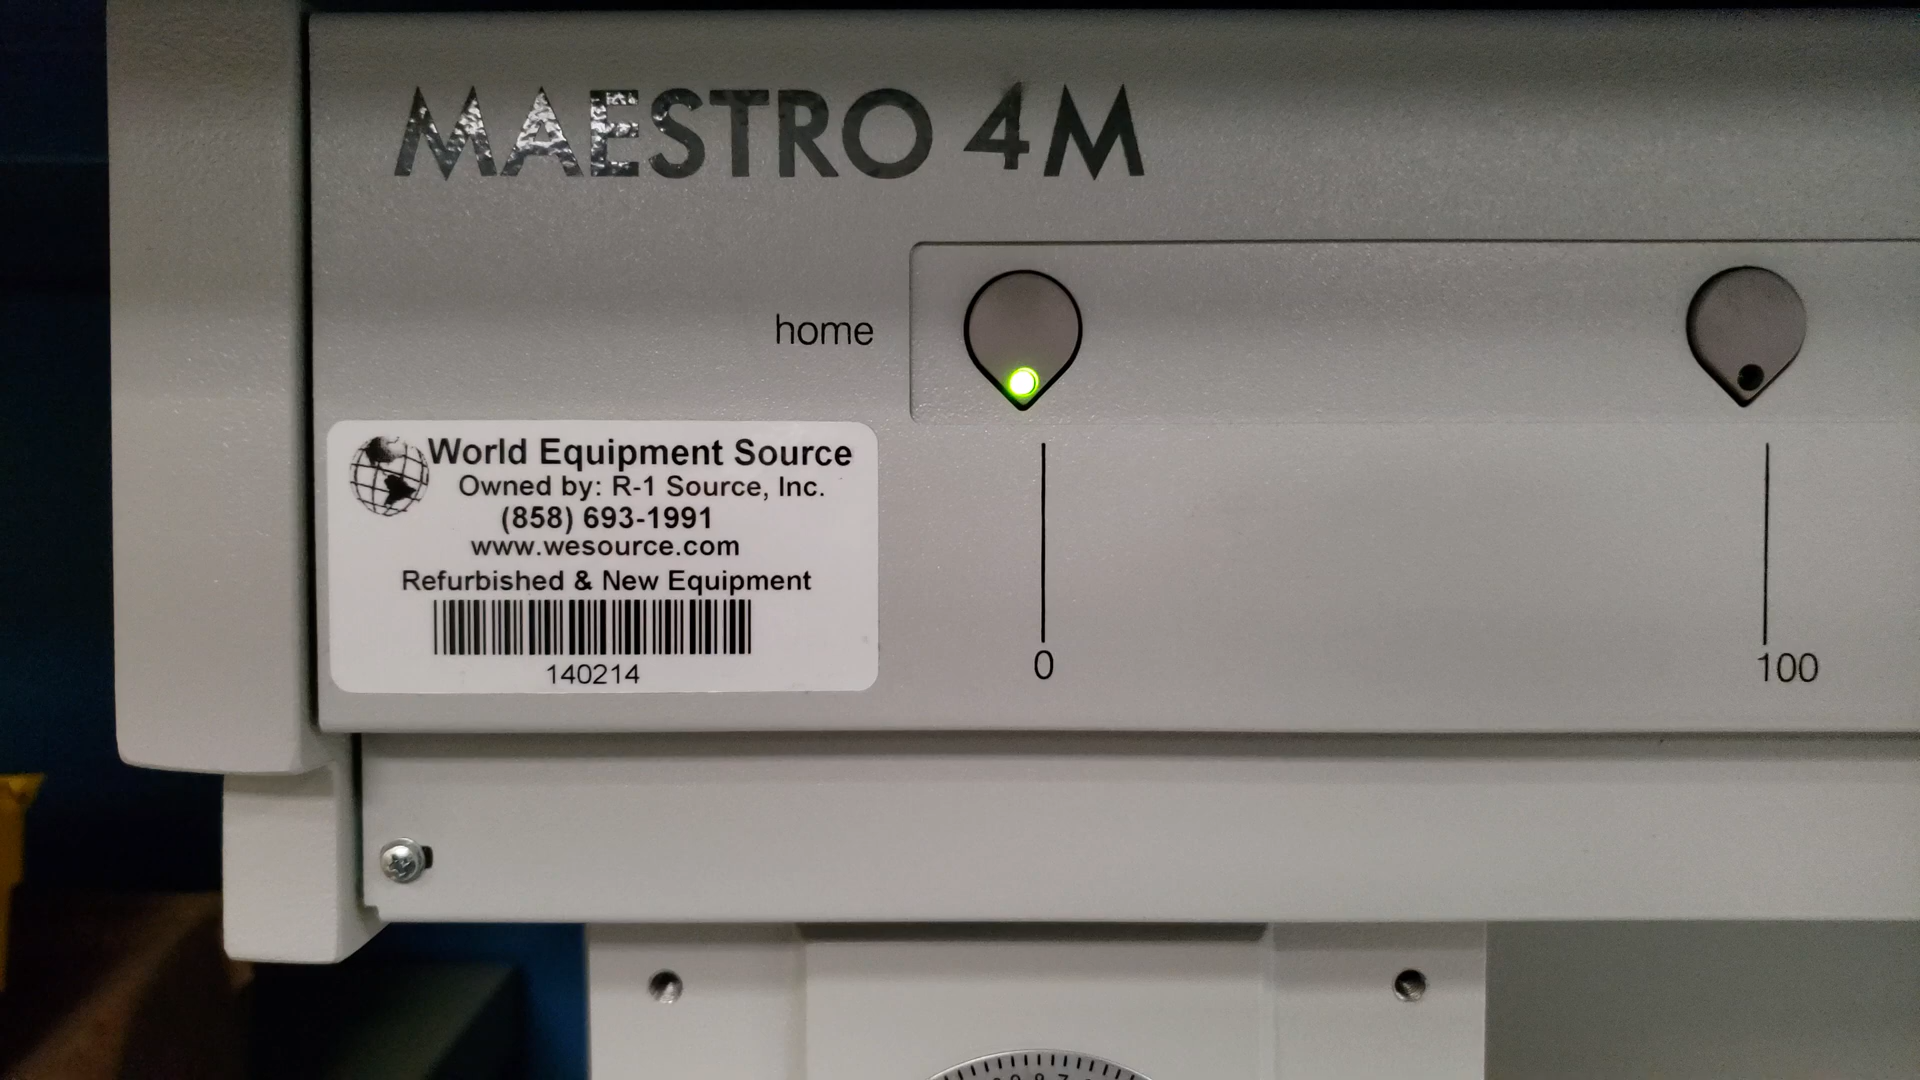 MAESTRO 4M
home
World Equipment Source
Owned by: R-1 Source, Inc.
(858) 693-1991
www.wesource.com
Refurbished & New Equipment
140214
0
100